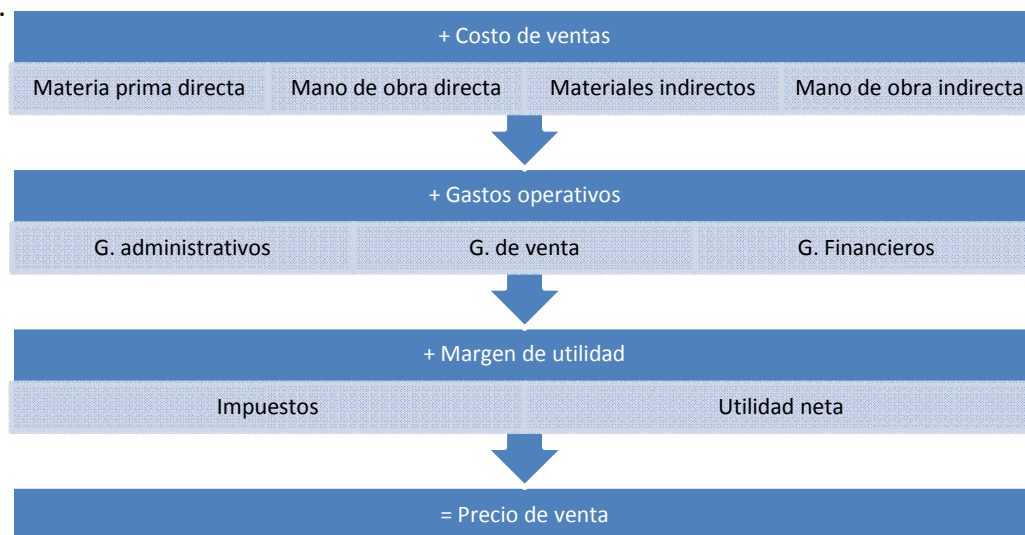 .
+ Costo de ventas
Materia prima directa Mano de obra directa Materiales indirectos Mano de obra indirecta
+ Gastos operativos
G. administrativos G. de venta G. Financieros
+ Margen de utilidad
Impuestos Utilidad neta
= Precio de venta